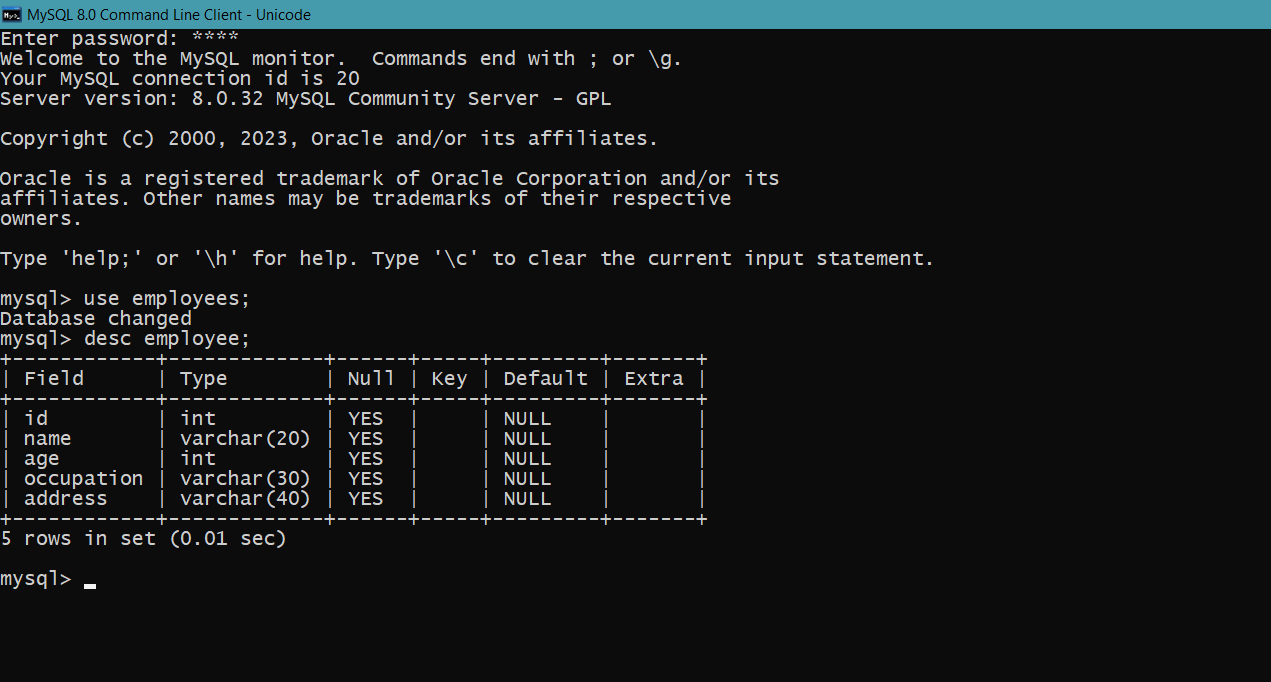 MySQL 8.0 Command Line Client - Unicode
Enter password: ****
Welcome to the MySQL monitor.  Commands end with ; or \g.
Your MySQL connection id is 20
Server version: 8.0.32 MySQL Community Server - GPL

Copyright (c) 2000, 2023, Oracle and/or its affiliates.

Oracle is a registered trademark of Oracle Corporation and/or its
affiliates. Other names may be trademarks of their respective
owners.

Type 'help;' or '\h' for help. Type '\c' to clear the current input statement.

mysql> use employees;
Database changed
mysql> desc employee;
+------------+-------------+------+-----+---------+-------+
| Field      | Type        | Null | Key | Default | Extra |
+------------+-------------+------+-----+---------+-------+
| id         | int         | YES  |     | NULL    |       |
| name       | varchar(20) | YES  |     | NULL    |       |
| age        | int         | YES  |     | NULL    |       |
| occupation | varchar(30) | YES  |     | NULL    |       |
| address    | varchar(40) | YES  |     | NULL    |       |
+------------+-------------+------+-----+---------+-------+
5 rows in set (0.01 sec)

mysql> _